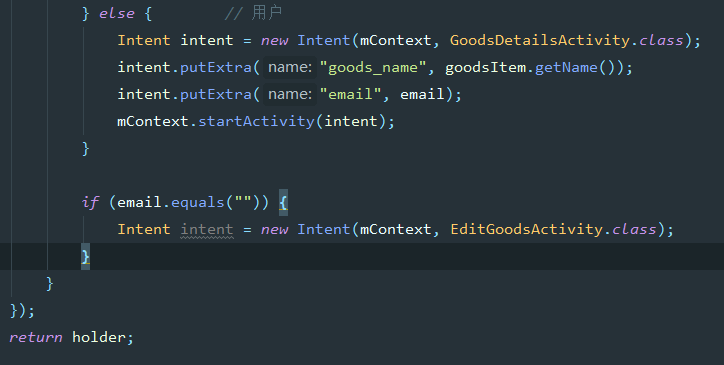 } else {        // 用户
    Intent intent = new Intent(mContext, GoodsDetailsActivity.class);
    intent.putExtra( name: "goods_name", goodsItem.getName());
    intent.putExtra( name: "email", email);
    mContext.startActivity(intent);
}
if (email.equals("")) {
    Intent intent = new Intent(mContext, EditGoodsActivity.class);
}
}
});
return holder;